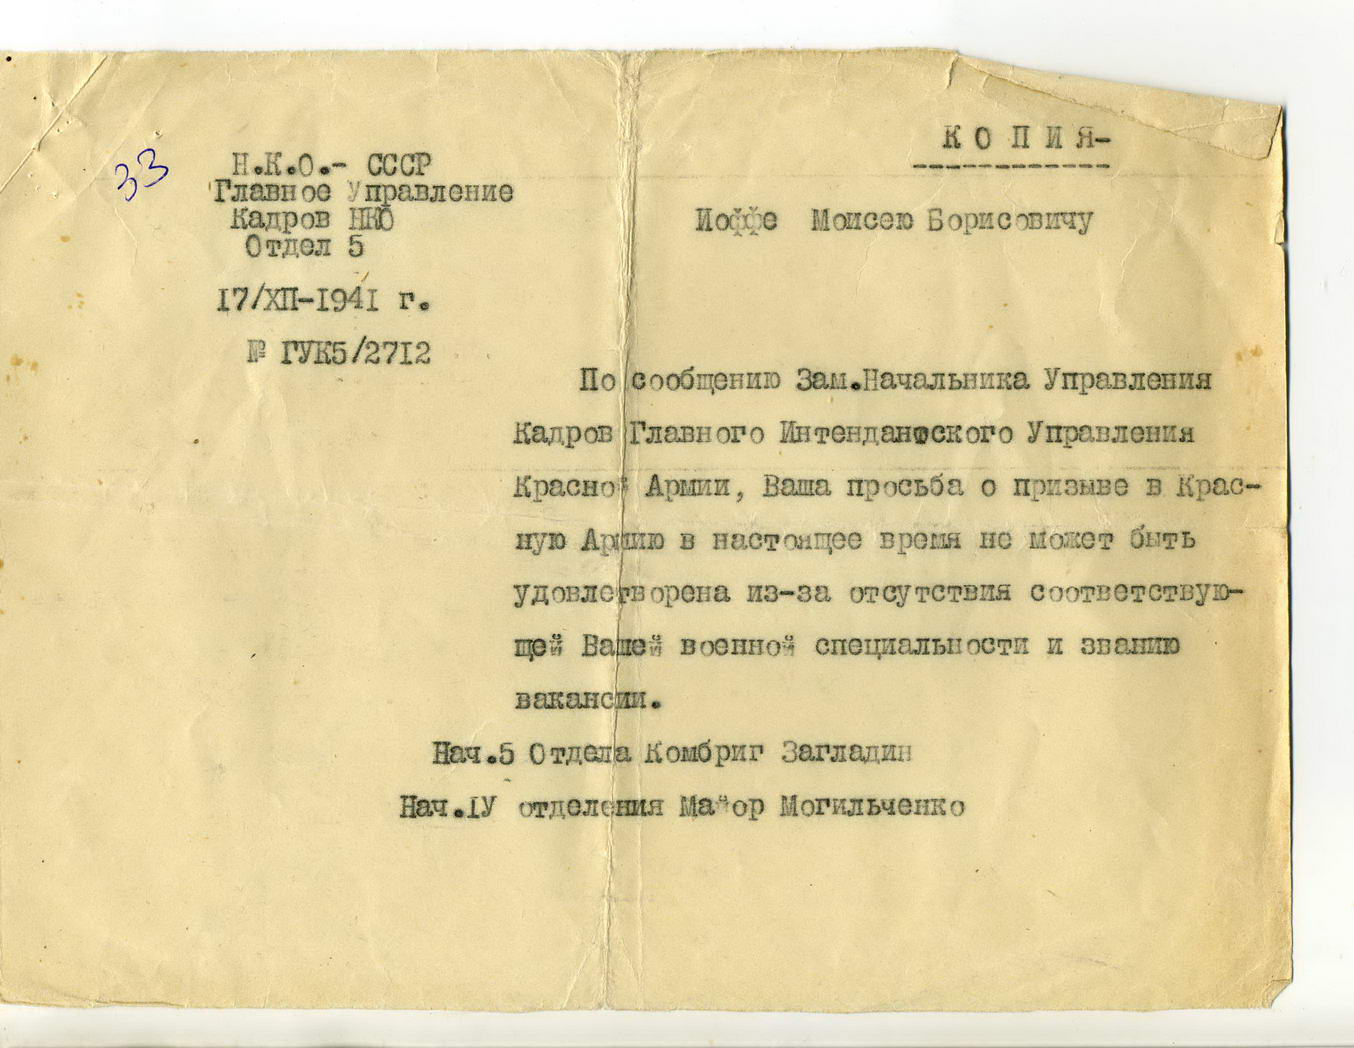 КОПИЯ-
33
Н.К.О.- СССР
Главное Управление
Кадров НКО
Отдел 5
Иоффе Моисею Борисовичу
17/ХП-1941 г.
№ ГУК5/2712
По сообщению Зам.Начальника Управления
Кадров Главного Интендантского Управления
Красной Армии, Ваша просьба о призыве в Крас-
ную Армию в настоящее время не может быть
удовлетворена из-за отсутствия соответствую-
щей Вашей военной специальности и званию
вакансии.
Нач.5 Отдела Комбриг Загладин
Нач.IУ отделения Майор Могильченко